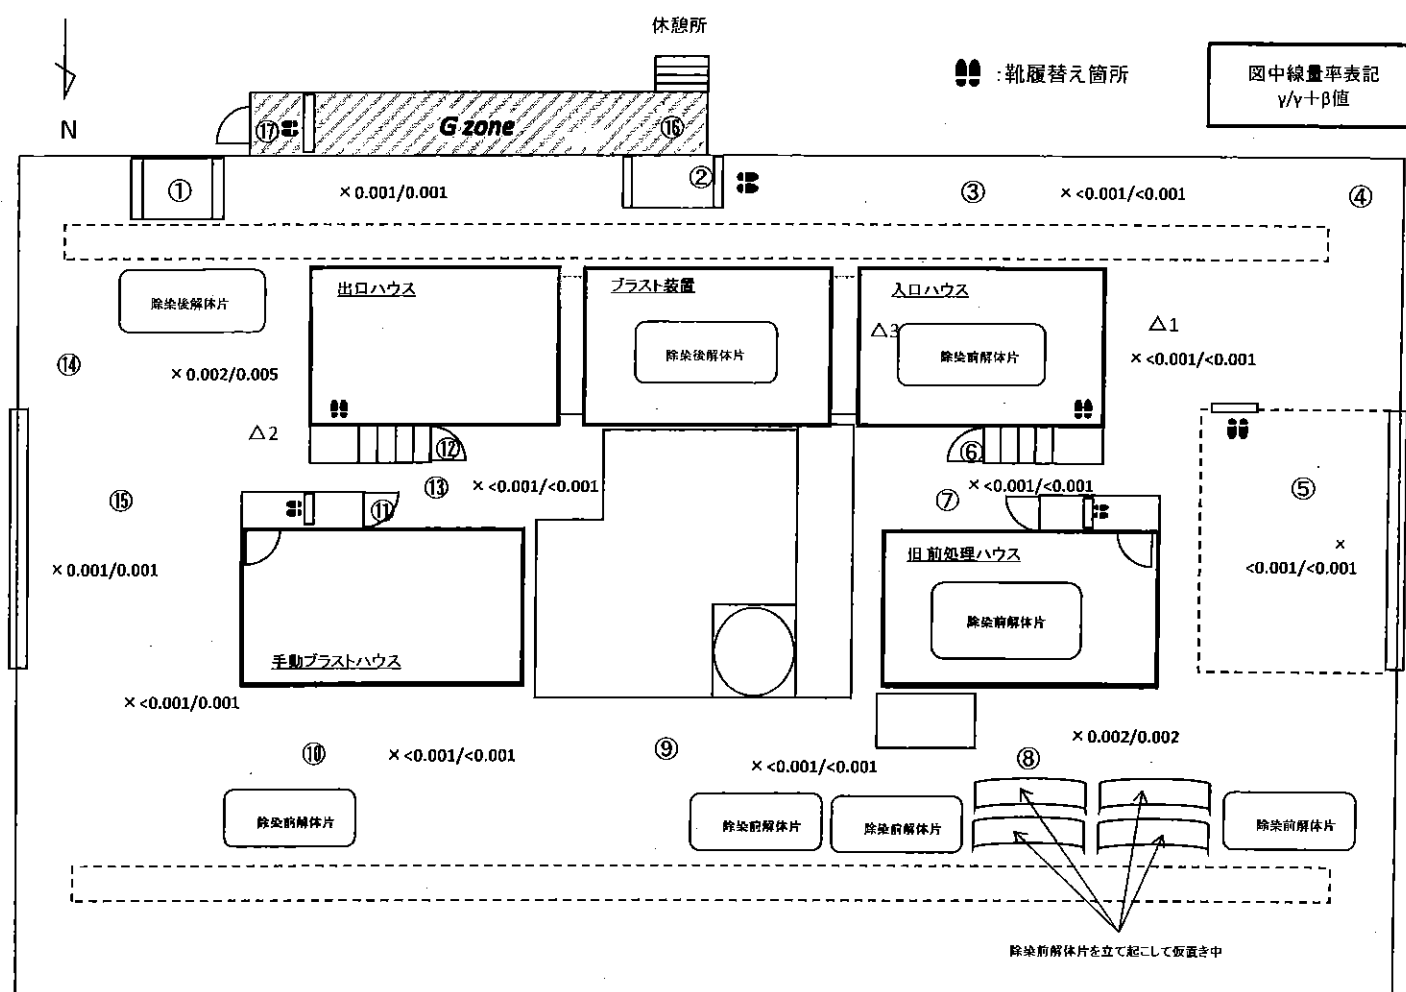 休憩所
:靴履替え箇所
図中線量率表記
γ/γ+β値
N
⑰
G zone
⑯
①
× 0.001/0.001
②
③
× <0.001/<0.001
④
除染後解体片
出口ハウス
ブラスト装置
除染後解体片
入口ハウス
△3
除染前解体片
△1
× <0.001/<0.001
⑭
× 0.002/0.005
△2
⑫
⑥
⑮
⑬
× <0.001/<0.001
× <0.001/<0.001
⑦
⑤
⑪
×
<0.001/<0.001
× 0.001/0.001
旧 前処理ハウス
除染前解体片
手動ブラストハウス
× <0.001/0.001
⑩
× <0.001/<0.001
⑨
× <0.001/<0.001
× 0.002/0.002
⑧
除染前解体片
除染前解体片
除染前解体片
除染前解体片
除染前解体片を立て起こして仮置き中